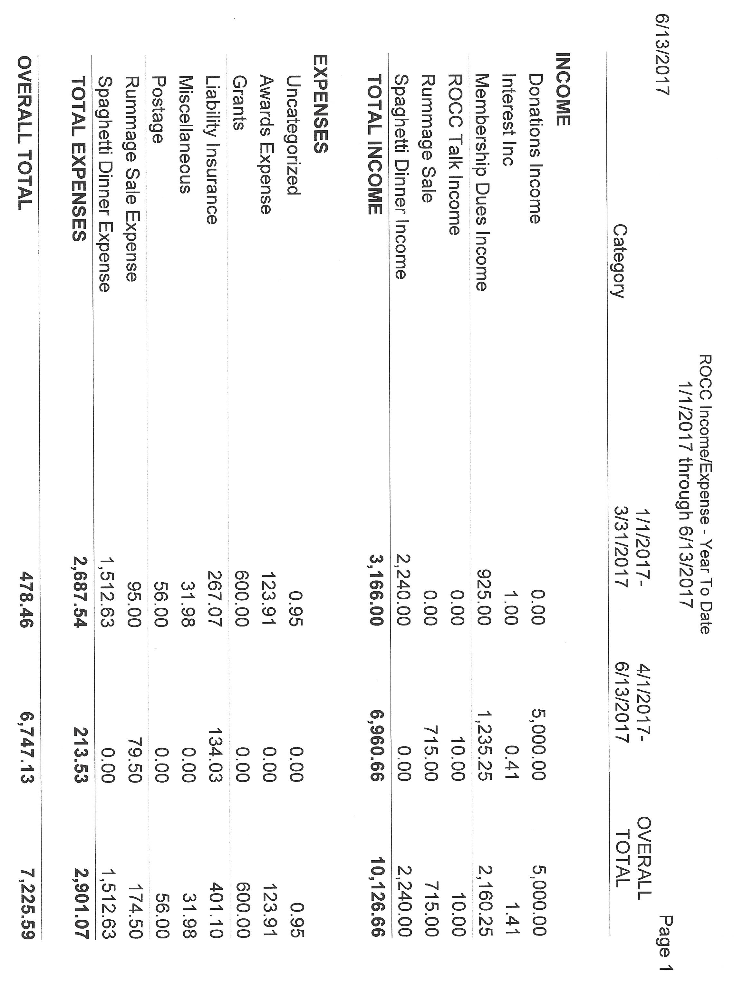 ROCC Income/Expense - Year To Date
1/1/2017 through 6/13/2017
6/13/2017 Page 1
1/1/2017- 4/1/2017- OVERALL
Category 3/31/2017 6/13/2017 TOTAL
INCOME
Donations Income 0.00 5,000.00 5,000.00
Interest Inc 1.00 0.41 1.41
Membership Dues Income 925.00 1,235.25 2,160.25
ROCC Talk Income 0.00 10.00 10.00
Rummage Sale 0.00 715.00 715.00
Spaghetti Dinner Income 2,240.00 0.00 2,240.00
TOTAL INCOME 3,166.00 6,960.66 10,126.66
EXPENSES
Uncategorized 0.95 0.00 0.95
Awards Expense 123.91 0.00 123.91
Grants 600.00 0.00 600.00
Liability Insurance 267.07 134.03 401.10
Miscellaneous 31.98 0.00 31.98
Postage 56.00 0.00 56.00
Rummage Sale Expense 95.00 79.50 174.50
Spaghetti Dinner Expense 1,512.63 0.00 1,512.63
TOTAL EXPENSES 2,687.54 213.53 2,901.07
OVERALL TOTAL 478.46 6,747.13 7,225.59